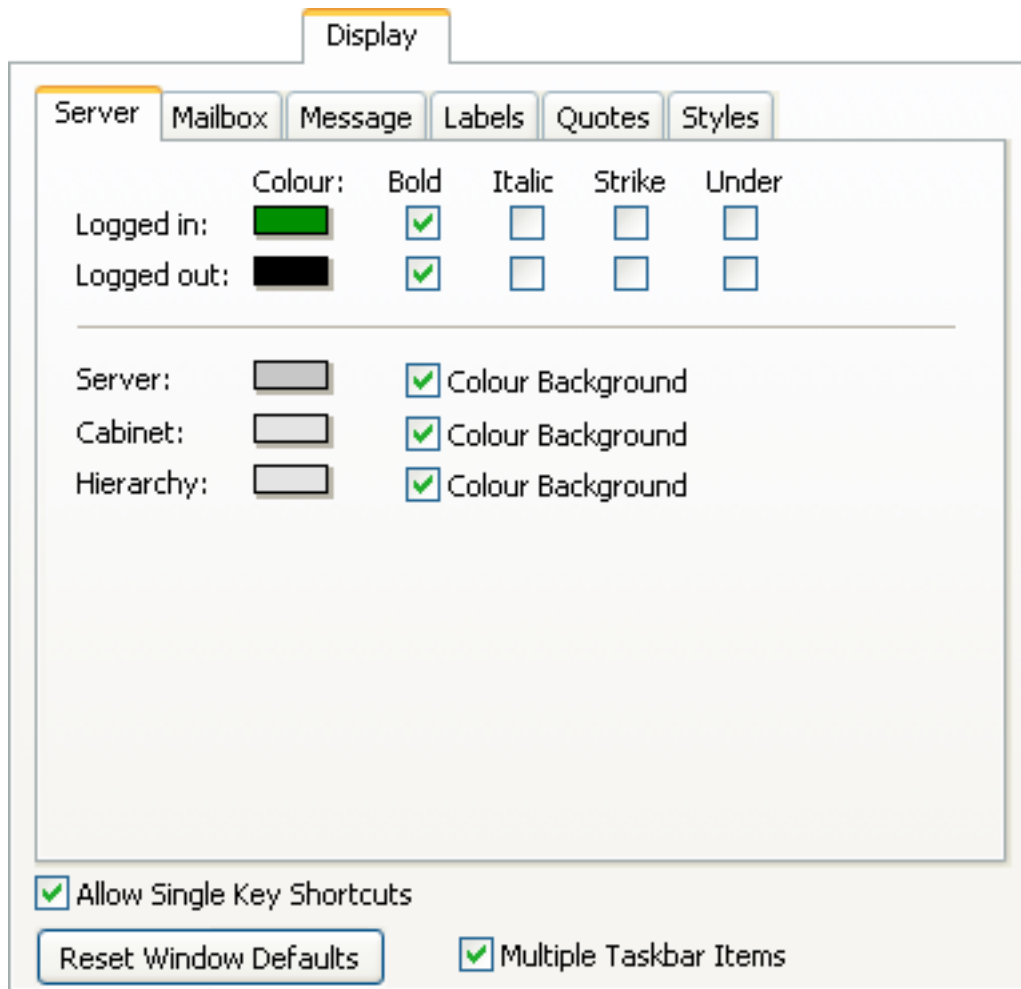 Display
Server Mailbox Message Labels Quotes Styles
Colour: Bold Italic Strike Under
Logged in:
Logged out:
Server: Colour Background
Cabinet: Colour Background
Hierarchy: Colour Background
Allow Single Key Shortcuts
Reset Window Defaults Multiple Taskbar Items